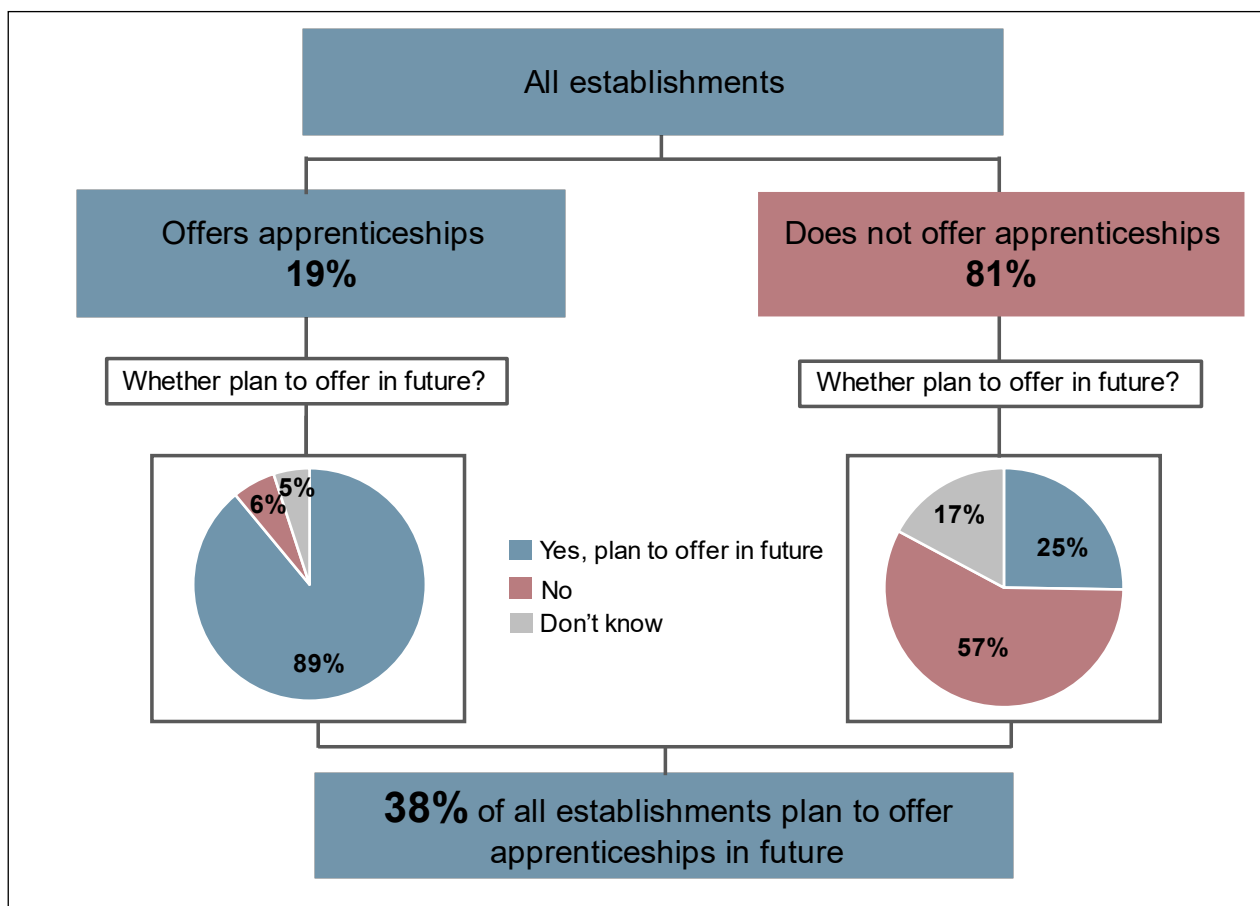 All establishments
Offers apprenticeships
19%
Does not offer apprenticeships
81%
Whether plan to offer in future?
Whether plan to offer in future?
5%
6%
89%
Yes, plan to offer in future
No
Don't know
17%
25%
57%
38% of all establishments plan to offer
apprenticeships in future